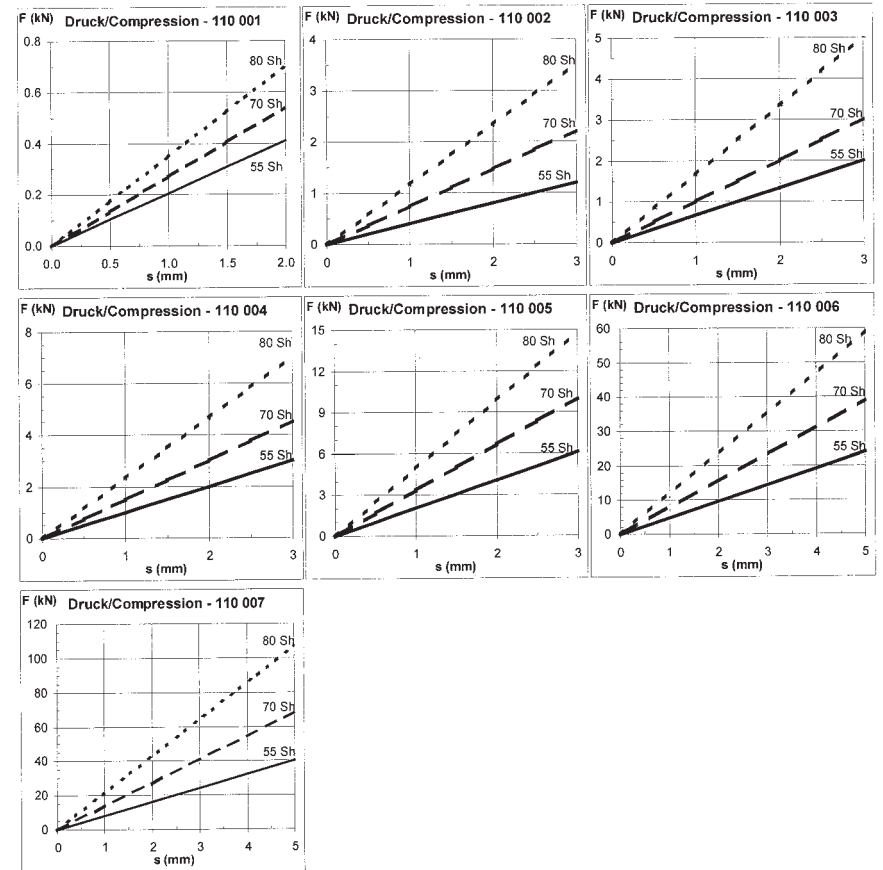 F (kN) Druck/Compression - 110 001
0.8
80 Sh
0.6
70 Sh
0.4
55 Sh
0.2
0.0
0.0 0.5 1.0 1.5 2.0
s (mm)
F (kN) Druck/Compression - 110 002
4
80 Sh
3
70 Sh
2
55 Sh
1
0
0 1 2 3
s (mm)
F (kN) Druck/Compression - 110 003
5
80 Sh
4
3
70 Sh
2
55 Sh
1
0
0 1 2 3
s (mm)
F (kN) Druck/Compression - 110 004
8
80 Sh
6
70 Sh
4
55 Sh
2
0
0 1 2 3
s (mm)
F (kN) Druck/Compression - 110 005
15
80 Sh
12
70 Sh
9
55 Sh
6
3
0
0 1 2 3
s (mm)
F (kN) Druck/Compression - 110 006
60
80 Sh
50
40
70 Sh
30
55 Sh
20
10
0
0 1 2 3 4 5
s (mm)
F (kN) Druck/Compression - 110 007
120
80 Sh
100
80
70 Sh
60
55 Sh
40
20
0
0 1 2 3 4 5
s (mm)